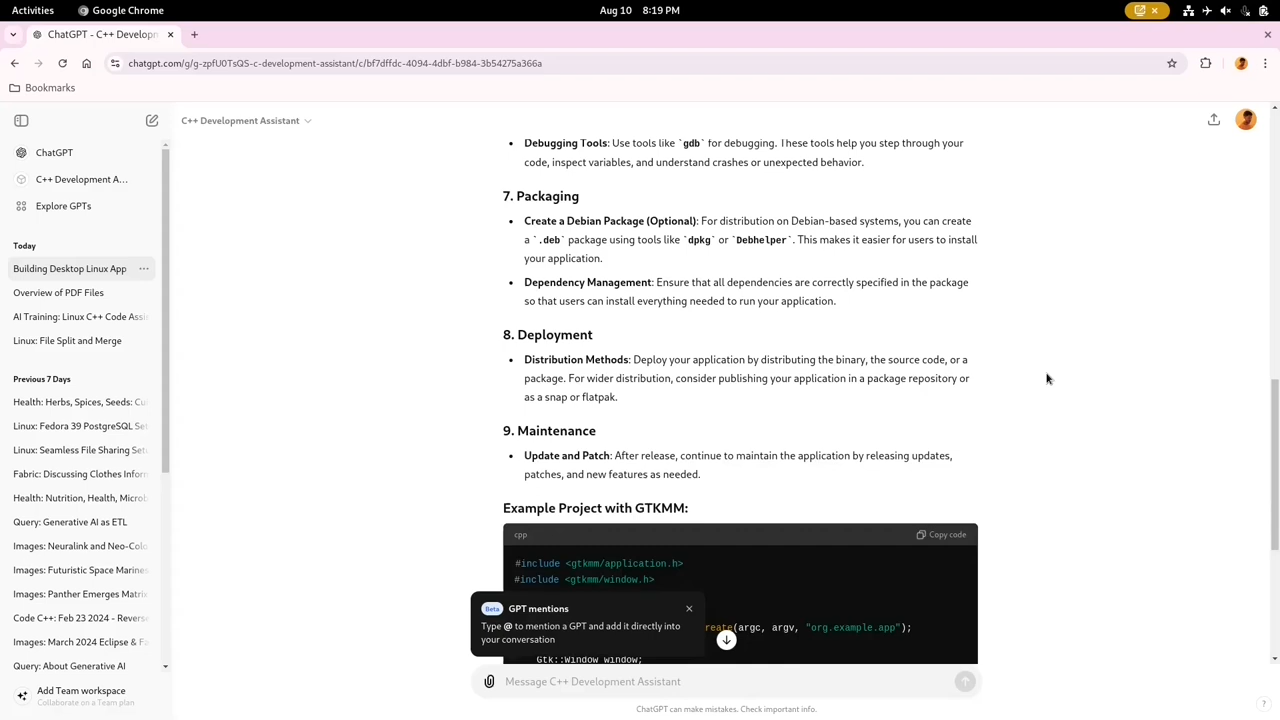 Activities Google Chrome Aug 10 8:19 PM
ChatGPT - C++ Developn
chatgpt.com/g/g-zpfU0TsQS-c-development-assistant/c/bf7dffdc-4094-4dbf-b984-3b54275a366a
Bookmarks
C++ Development Assistant
ChatGPT
C++ Development A...
Explore GPTs
Today
Building Desktop Linux App
Overview of PDF Files
AI Training: Linux C++ Code Assi
Linux: File Split and Merge
Previous 7 Days
Health: Herbs, Spices, Seeds: Cu
Linux: Fedora 39 PostgreSQL Set
Linux: Seamless File Sharing Setu
Fabric: Discussing Clothes Inforn
Health: Nutrition, Health, Microb
Query: Generative AI as ETL
Images: Neuralink and Neo-Colo
Images: Futuristic Space Marines
Images: Panther Emerges Matrix
Code C++: Feb 23 2024 - Reverse
Images: March 2024 Eclipse & Fa
Query: About Generative AI
Add Team workspace
Collaborate on a Team plan
• Debugging Tools: Use tools like `gdb` for debugging. These tools help you step through your
code, inspect variables, and understand crashes or unexpected behavior.
7. Packaging
• Create a Debian Package (Optional): For distribution on Debian-based systems, you can create
a `.deb` package using tools like `dpkg` or `Debhelper`. This makes it easier for users to install
your application.
• Dependency Management: Ensure that all dependencies are correctly specified in the package
so that users can install everything needed to run your application.
8. Deployment
• Distribution Methods: Deploy your application by distributing the binary, the source code, or a
package. For wider distribution, consider publishing your application in a package repository or
as a snap or flatpak.
9. Maintenance
• Update and Patch: After release, continue to maintain the application by releasing updates,
patches, and new features as needed.
Example Project with GTKMM:
cpp Copy code
#include <gtkmm/application.h>
#include <gtkmm/window.h>
reate(argc, argv, "org.example.app");
Gtk::Window window;
Beta GPT mentions
Type @ to mention a GPT and add it directly into
your conversation
Message C++ Development Assistant
ChatGPT can make mistakes. Check important info.
?